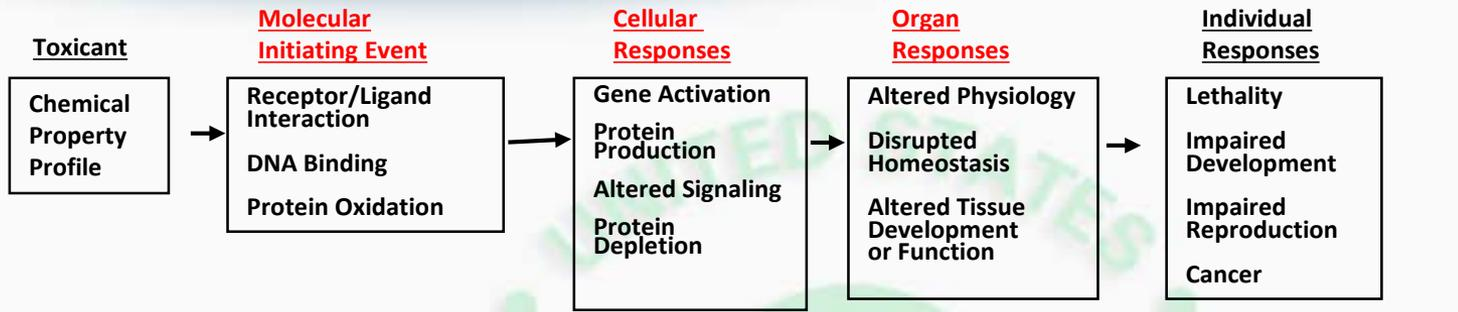 Toxicant
Chemical
Property
Profile
Molecular
Initiating Event
Receptor/Ligand
Interaction
DNA Binding
Protein Oxidation
Cellular
Responses
Gene Activation
Protein
Production
Altered Signaling
Protein
Depletion
Organ
Responses
Altered Physiology
Disrupted
Homeostasis
Altered Tissue
Development
or Function
Individual
Responses
Lethality
Impaired
Development
Impaired
Reproduction
Cancer
UNITED STATES